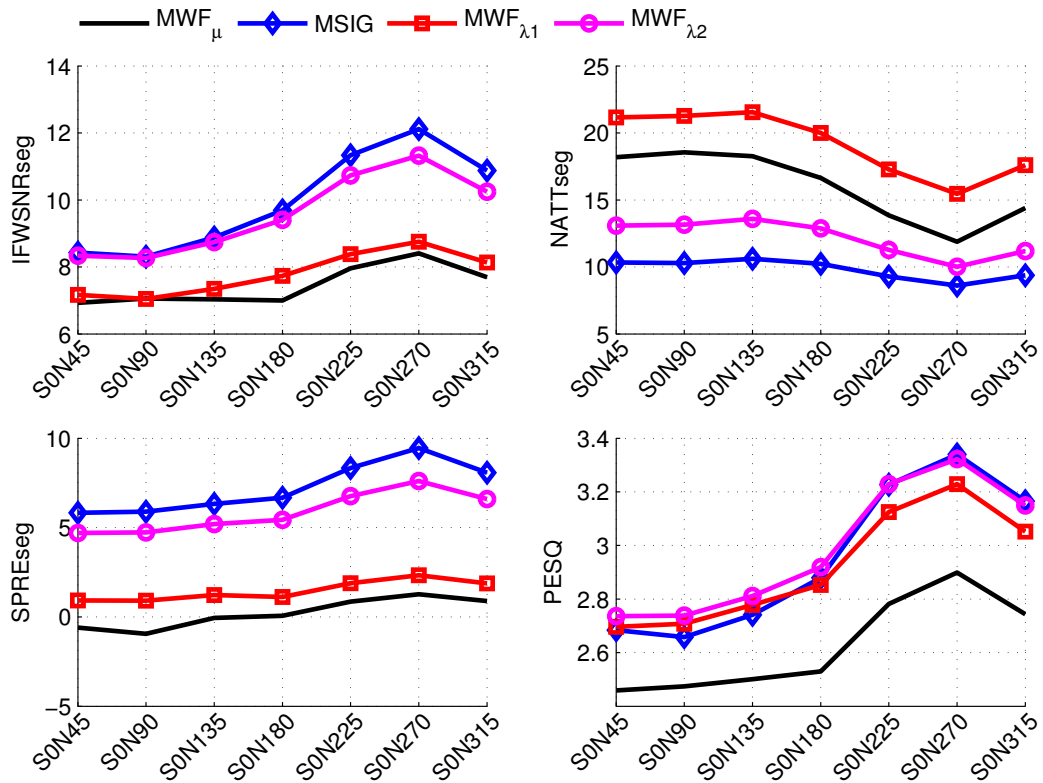 MWFμ MSIG MWFλ1 MWFλ2
IFWSNRseg
14
12
10
8
6
S0N45 S0N90 S0N135 S0N180 S0N225 S0N270 S0N315
NATTseg
25
20
15
10
5
S0N45 S0N90 S0N135 S0N180 S0N225 S0N270 S0N315
SPREseg
10
5
0
−5
S0N45 S0N90 S0N135 S0N180 S0N225 S0N270 S0N315
PESQ
3.4
3.2
3
2.8
2.6
S0N45 S0N90 S0N135 S0N180 S0N225 S0N270 S0N315